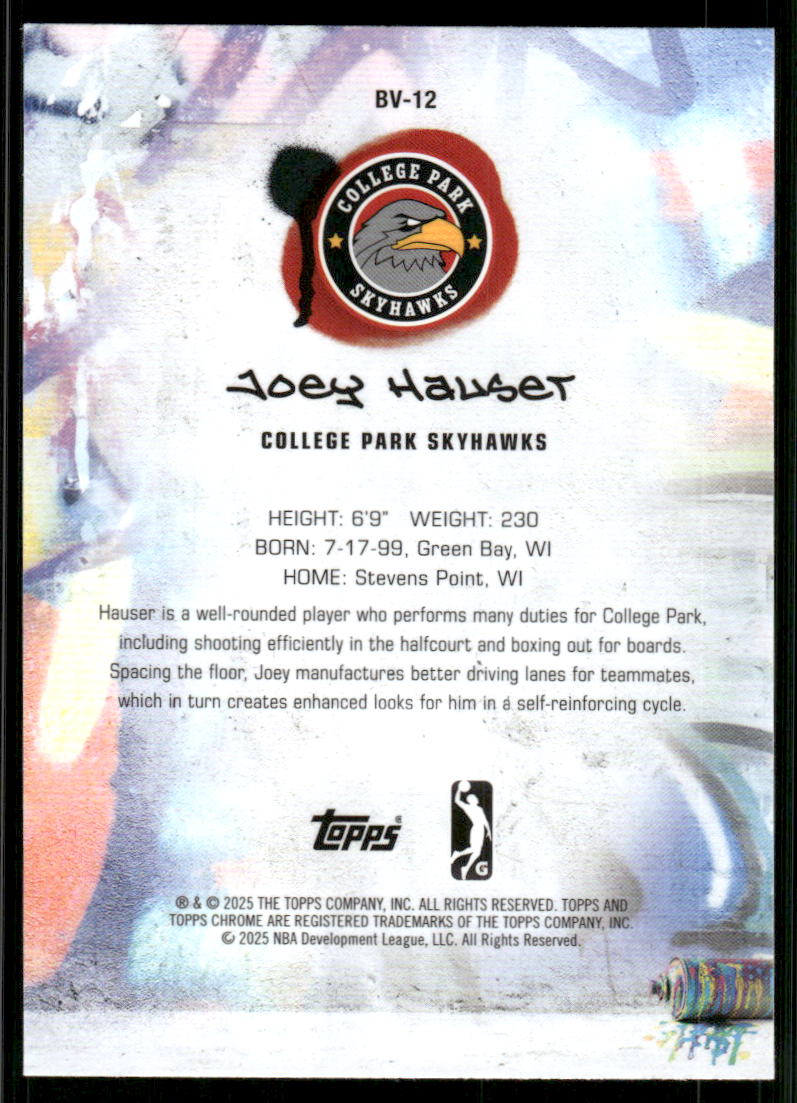 BV-12
COLLEGE PARK
SKYHAWKS
Joey Hauser
COLLEGE PARK SKYHAWKS
HEIGHT: 6'9" WEIGHT: 230
BORN: 7-17-99, Green Bay, WI
HOME: Stevens Point, WI
Hauser is a well-rounded player who performs many duties for College Park,
including shooting efficiently in the halfcourt and boxing out for boards.
Spacing the floor, Joey manufactures better driving lanes for teammates,
which in turn creates enhanced looks for him in a self-reinforcing cycle.
topps®
G
® & © 2025 THE TOPPS COMPANY, INC. ALL RIGHTS RESERVED. TOPPS AND
TOPPS CHROME ARE REGISTERED TRADEMARKS OF THE TOPPS COMPANY, INC.
© 2025 NBA Development League, LLC. All Rights Reserved.